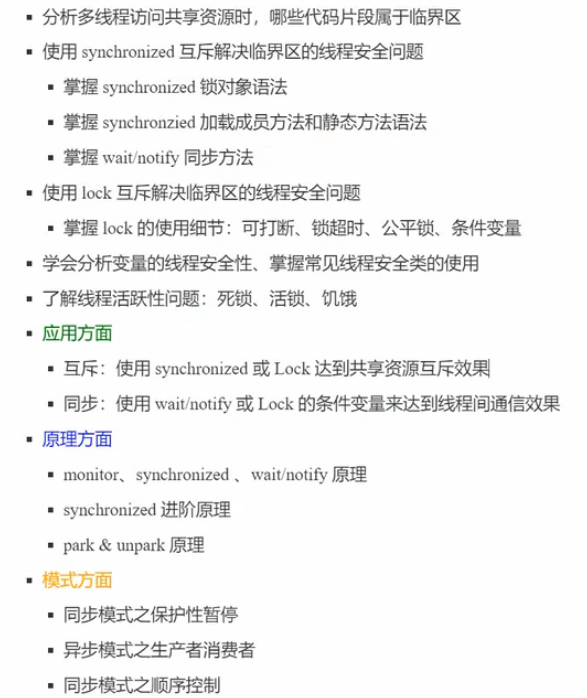 分析多线程访问共享资源时，哪些代码片段属于临界区
使用 synchronized 互斥解决临界区的线程安全问题
掌握 synchronized 锁对象语法
掌握 synchronzied 加载成员方法和静态方法语法
掌握 wait/notify 同步方法
使用 lock 互斥解决临界区的线程安全问题
掌握 lock 的使用细节：可打断、锁超时、公平锁、条件变量
学会分析变量的线程安全性、掌握常见线程安全类的使用
了解线程活跃性问题：死锁、活锁、饥饿
应用方面
互斥：使用 synchronized 或 Lock 达到共享资源互斥效果
同步：使用 wait/notify 或 Lock 的条件变量来达到线程间通信效果
原理方面
monitor、synchronized 、wait/notify 原理
synchronized 进阶原理
park & unpark 原理
模式方面
同步模式之保护性暂停
异步模式之生产者消费者
同步模式之顺序控制